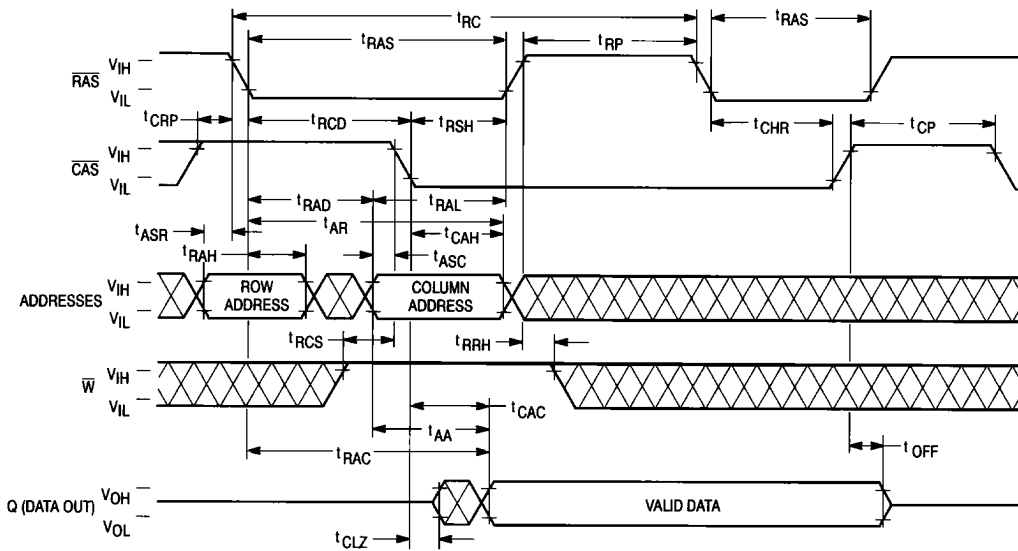 tRC
tRAS tRP tRAS
RAS VIH
VIL
tCRP tRCD tRSH tCHR tCP
CAS VIH
VIL
tRAD tRAL
tAR
tASR tCAH
tRAH tASC
ADDRESSES VIH
VIL
ROW ADDRESS
COLUMN ADDRESS
tRCS tRRH
W VIH
VIL
tCAC
tAA
tRAC tOFF
Q (DATA OUT) VOH
VOL
VALID DATA
tCLZ